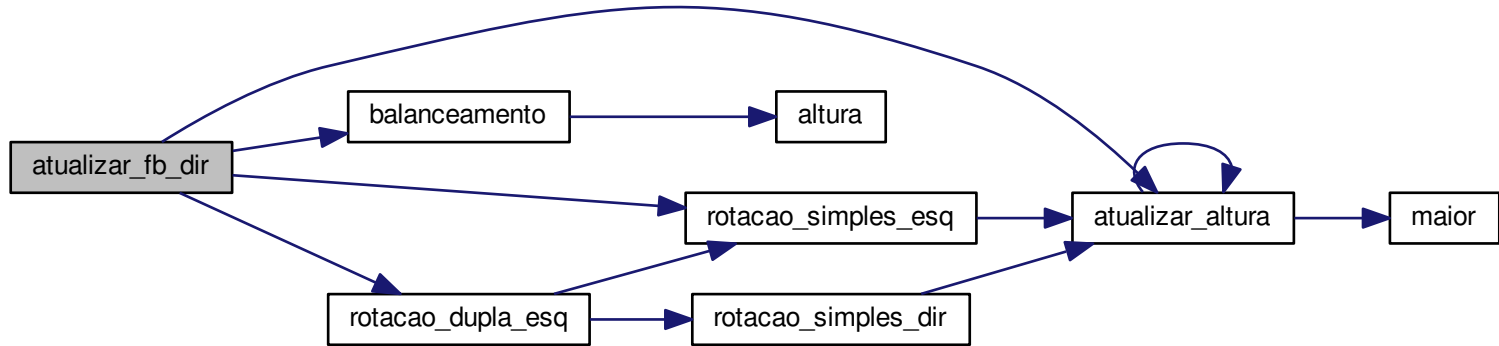 atualizar_fb_dir
balanceamento
altura
rotacao_simples_esq
atualizar_altura
maior
rotacao_dupla_esq
rotacao_simples_dir